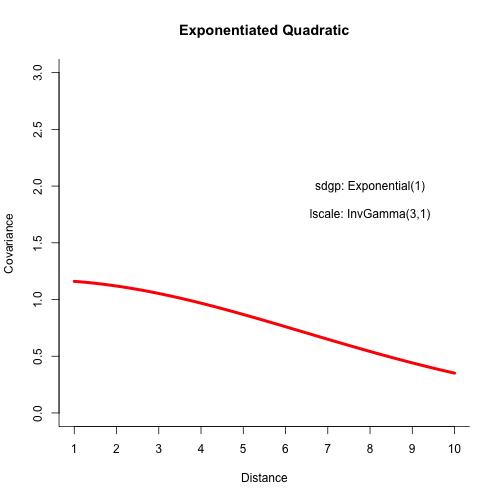 Exponentiated Quadratic
3.0
2.5
2.0
1.5
1.0
0.5
0.0
Covariance
sdgp: Exponential(1)
lscale: InvGamma(3,1)
1 2 3 4 5 6 7 8 9 10
Distance